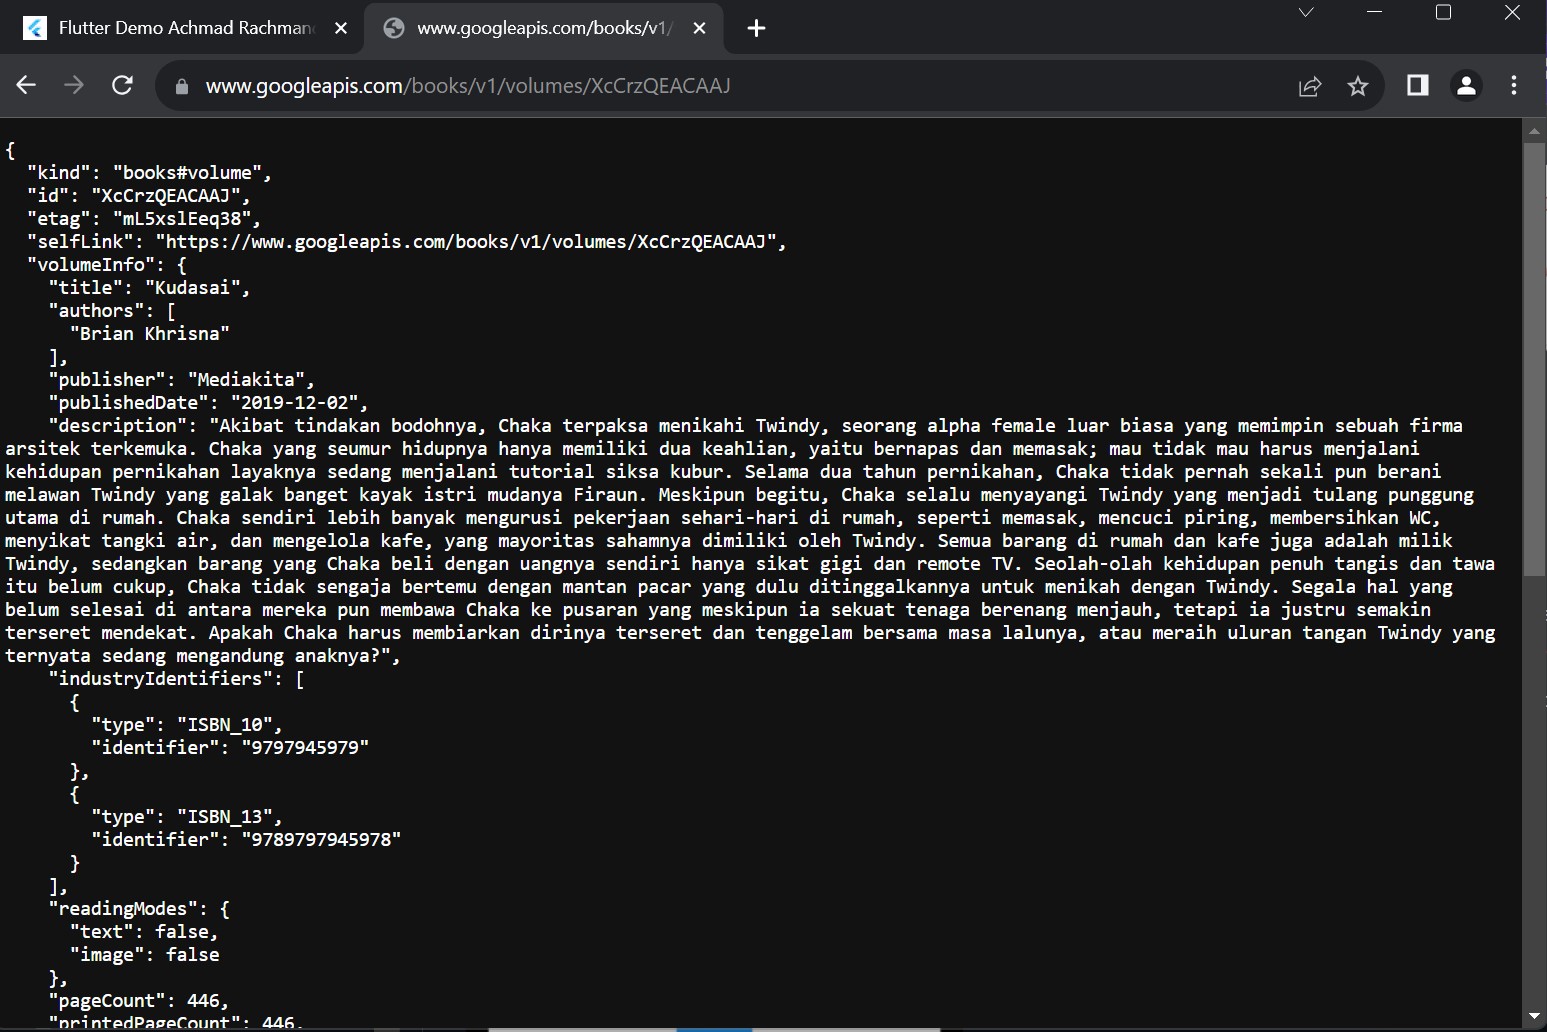 Flutter Demo Achmad Rachman
www.googleapis.com/books/v1/
www.googleapis.com/books/v1/volumes/XcCrzQEACAAJ
{
"kind": "books#volume",
"id": "XcCrzQEACAAJ",
"etag": "mL5xslEeq38",
"selfLink": "https://www.googleapis.com/books/v1/volumes/XcCrzQEACAAJ",
"volumeInfo": {
"title": "Kudasai",
"authors": [
"Brian Khrisna"
],
"publisher": "Mediakita",
"publishedDate": "2019-12-02",
"description": "Akibat tindakan bodohnya, Chaka terpaksa menikahi Twindy, seorang alpha female luar biasa yang memimpin sebuah firma
arsitek terkemuka. Chaka yang seumur hidupnya hanya memiliki dua keahlian, yaitu bernapas dan memasak; mau tidak mau harus menjalani
kehidupan pernikahan layaknya sedang menjalani tutorial siksa kubur. Selama dua tahun pernikahan, Chaka tidak pernah sekali pun berani
melawan Twindy yang galak banget kayak istri mudanya Firaun. Meskipun begitu, Chaka selalu menyayangi Twindy yang menjadi tulang punggung
utama di rumah. Chaka sendiri lebih banyak mengurusi pekerjaan sehari-hari di rumah, seperti memasak, mencuci piring, membersihkan WC,
menyikat tangki air, dan mengelola kafe, yang mayoritas sahamnya dimiliki oleh Twindy. Semua barang di rumah dan kafe juga adalah milik
Twindy, sedangkan barang yang Chaka beli dengan uangnya sendiri hanya sikat gigi dan remote TV. Seolah-olah kehidupan penuh tangis dan tawa
itu belum cukup, Chaka tidak sengaja bertemu dengan mantan pacar yang dulu ditinggalkannya untuk menikah dengan Twindy. Segala hal yang
belum selesai di antara mereka pun membawa Chaka ke pusaran yang meskipun ia sekuat tenaga berenang menjauh, tetapi ia justru semakin
terseret mendekat. Apakah Chaka harus membiarkan dirinya terseret dan tenggelam bersama masa lalunya, atau meraih uluran tangan Twindy yang
ternyata sedang mengandung anaknya?",
"industryIdentifiers": [
{
"type": "ISBN_10",
"identifier": "9797945979"
},
{
"type": "ISBN_13",
"identifier": "9789797945978"
}
],
"readingModes": {
"text": false,
"image": false
},
"pageCount": 446,
"printedPageCount": 446,